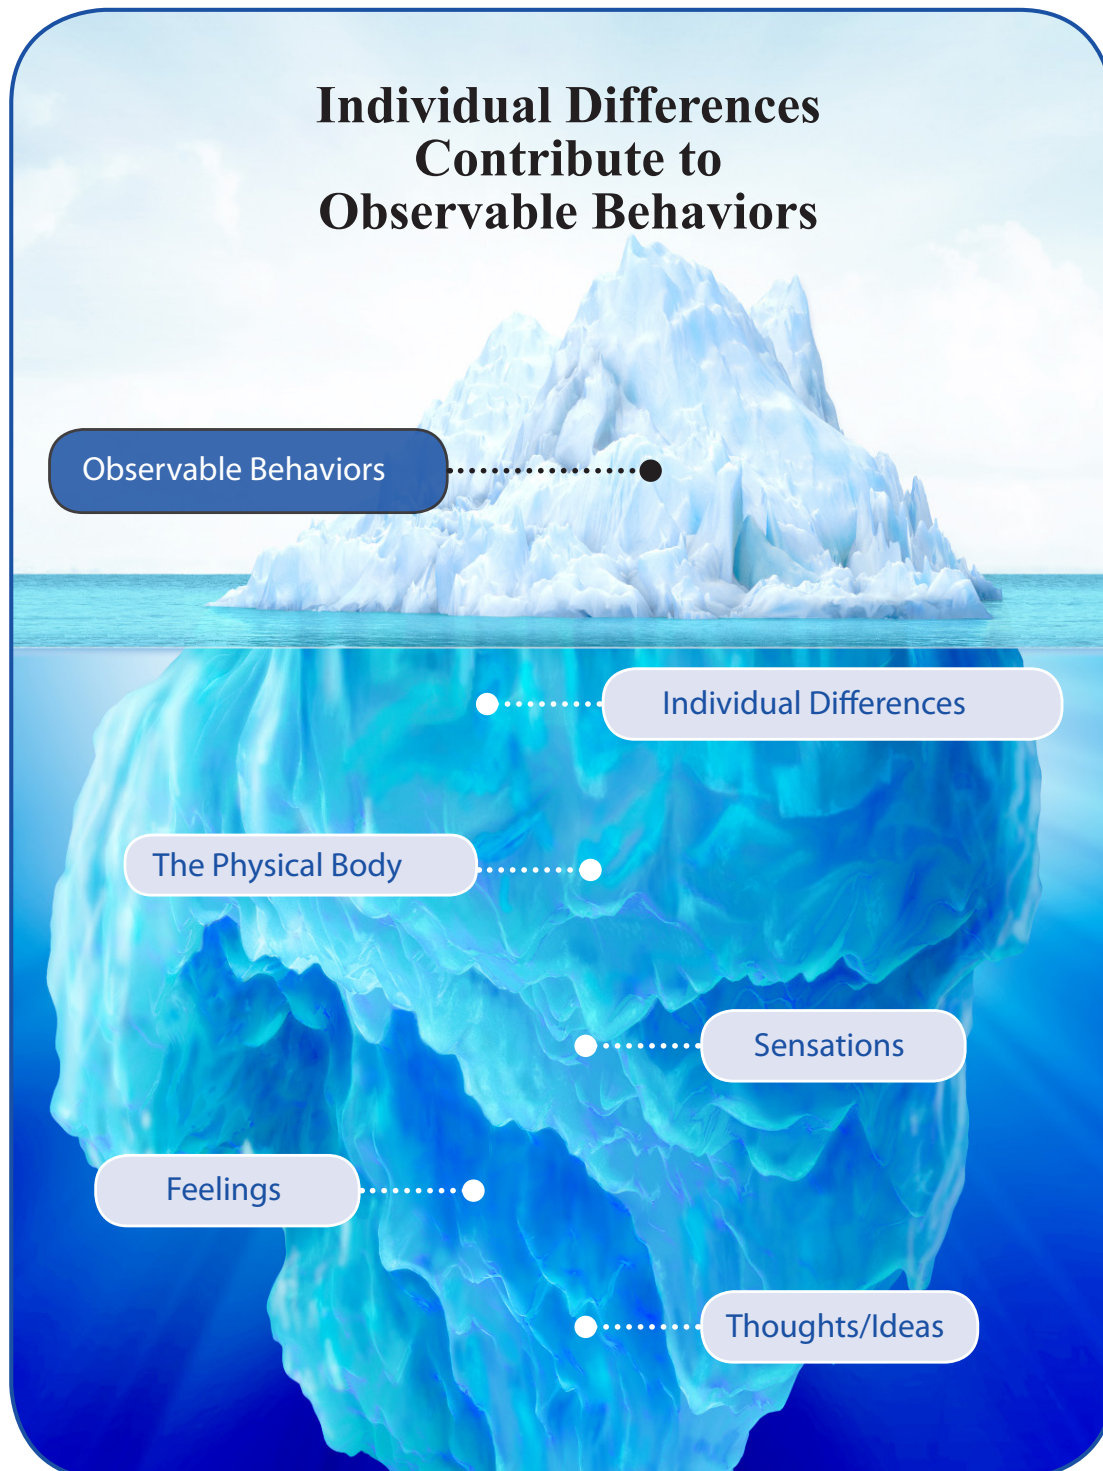 Individual Differences
Contribute to
Observable Behaviors
Observable Behaviors
Individual Differences
The Physical Body
Sensations
Feelings
Thoughts/Ideas